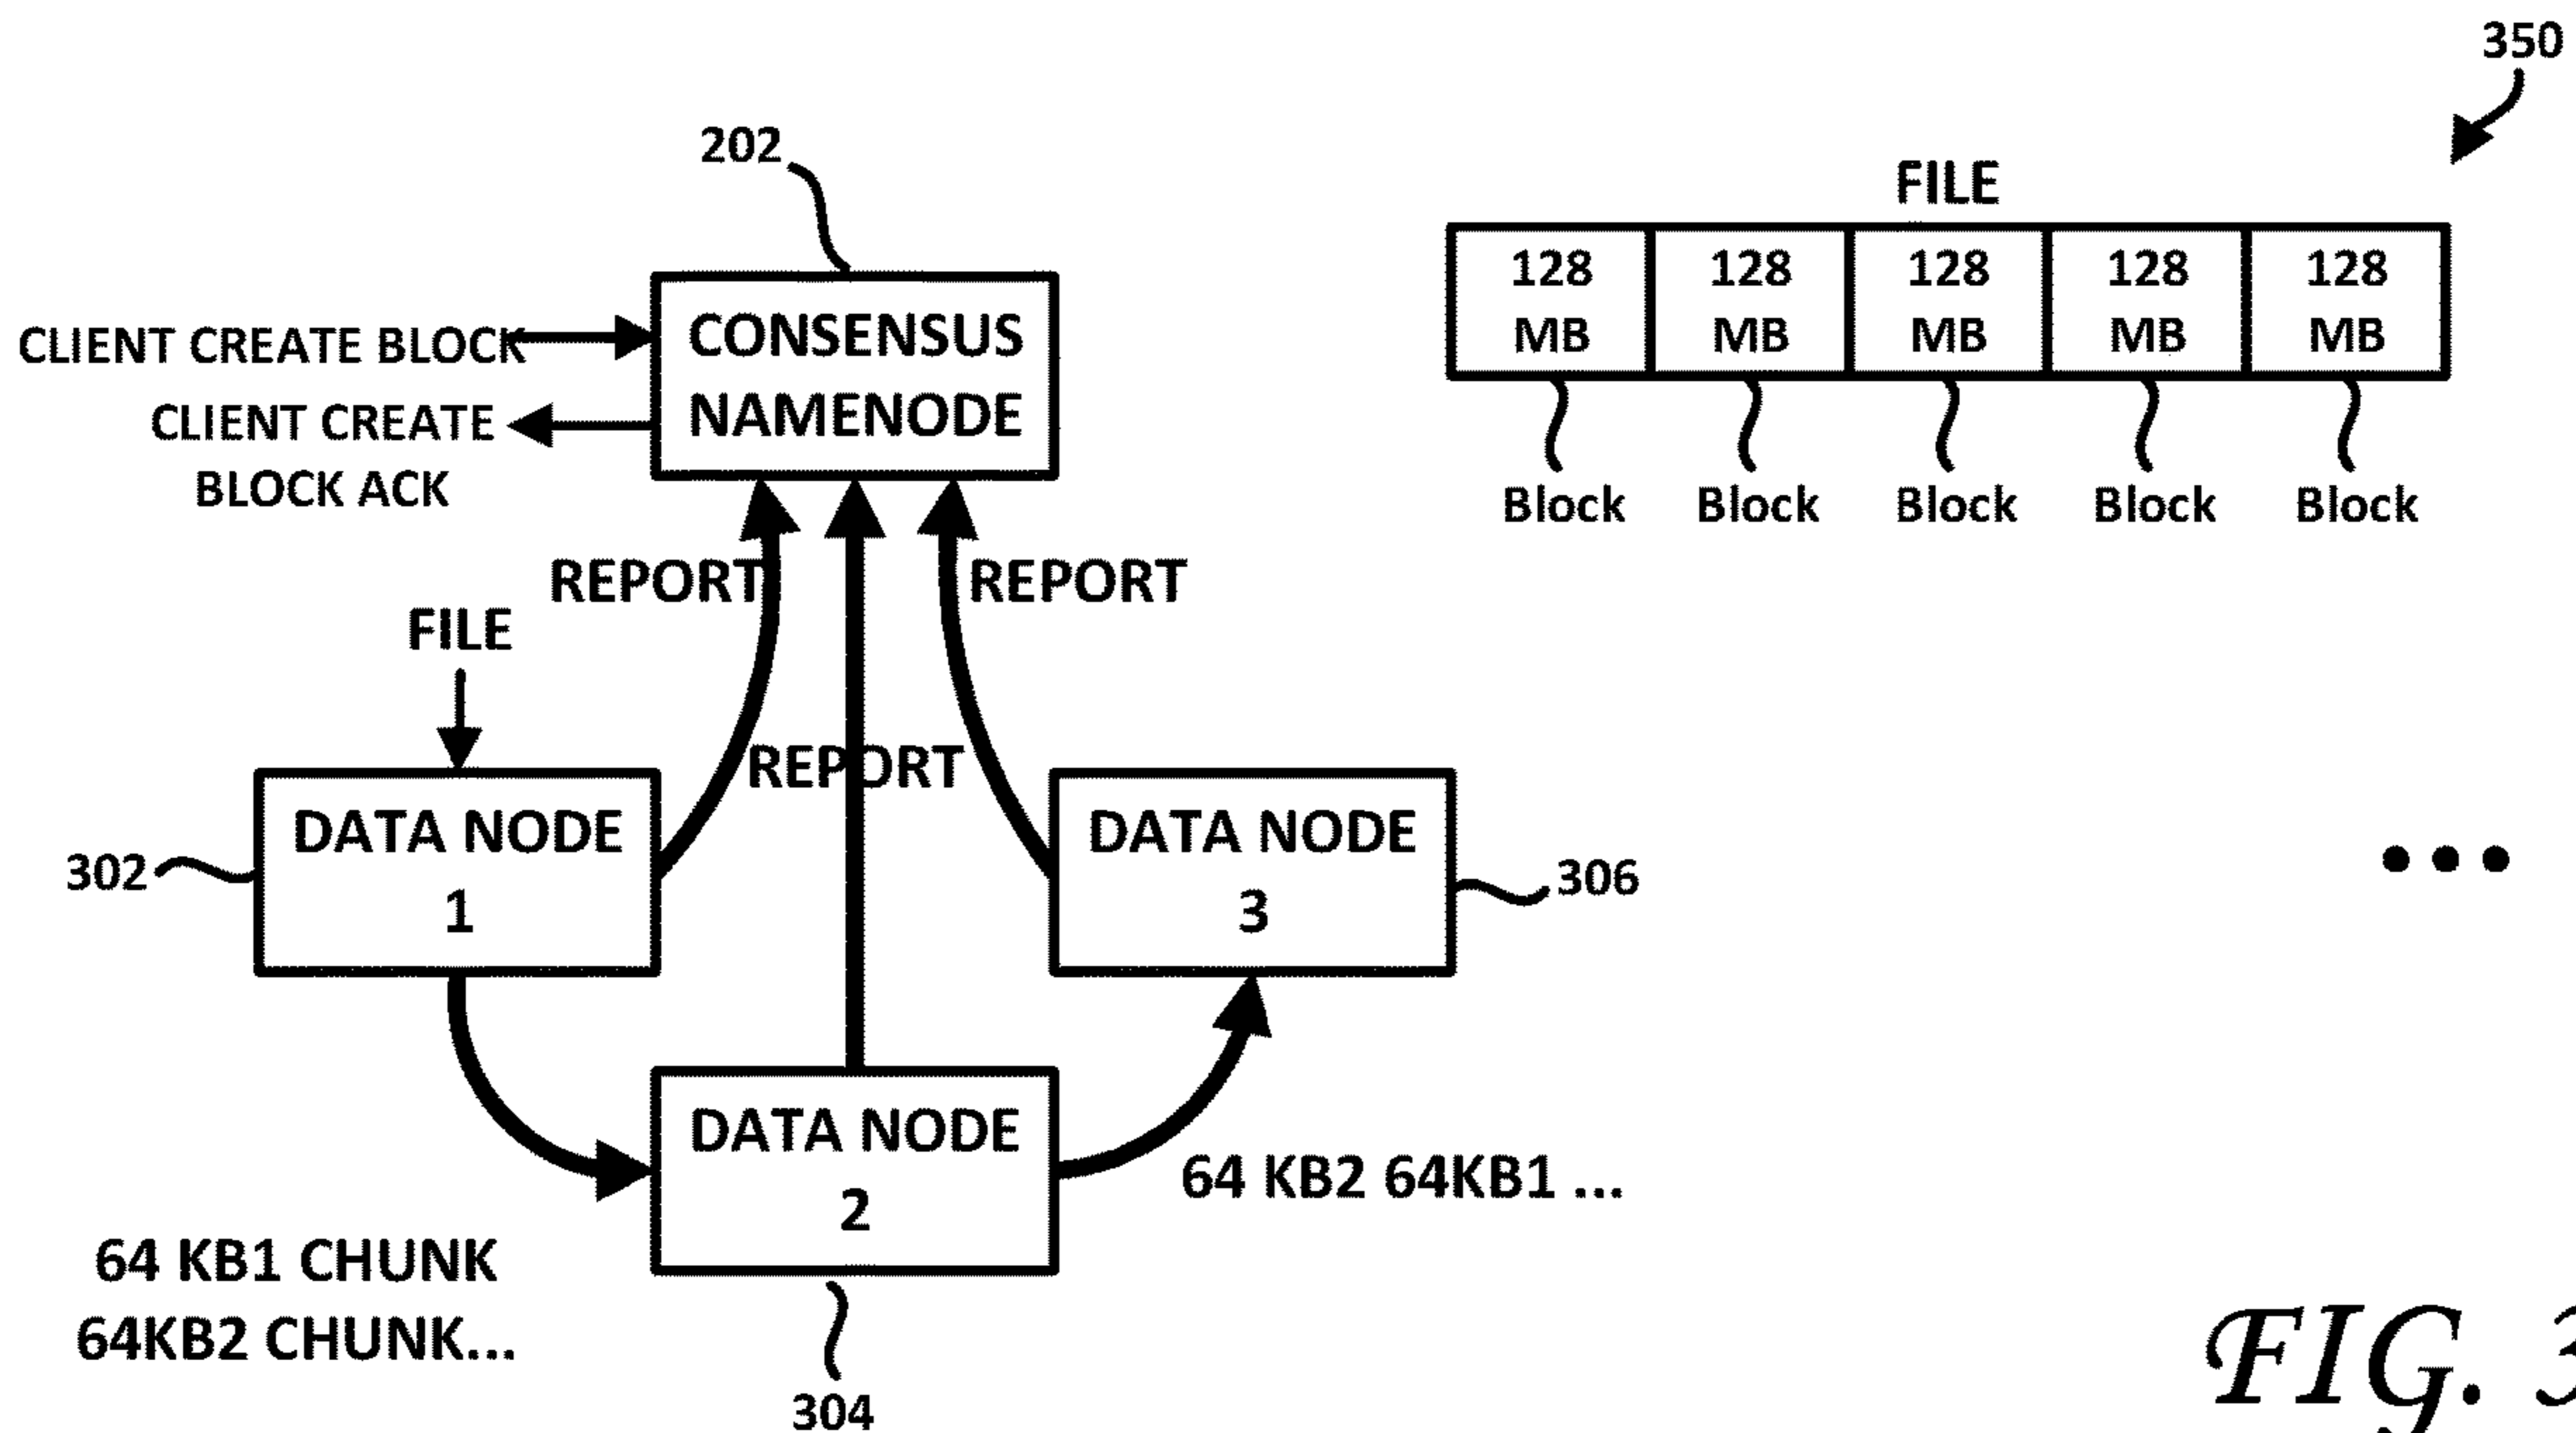 350
202
FILE
128 MB
128 MB
128 MB
128 MB
128 MB
Block
Block
Block
Block
Block
CLIENT CREATE BLOCK
CLIENT CREATE
BLOCK ACK
CONSENSUS
NAMENODE
REPORT
REPORT
REPORT
FILE
DATA NODE
1
302
DATA NODE
3
306
DATA NODE
2
304
64 KB1 CHUNK
64KB2 CHUNK...
64 KB2 64KB1 ...
FIG. 3